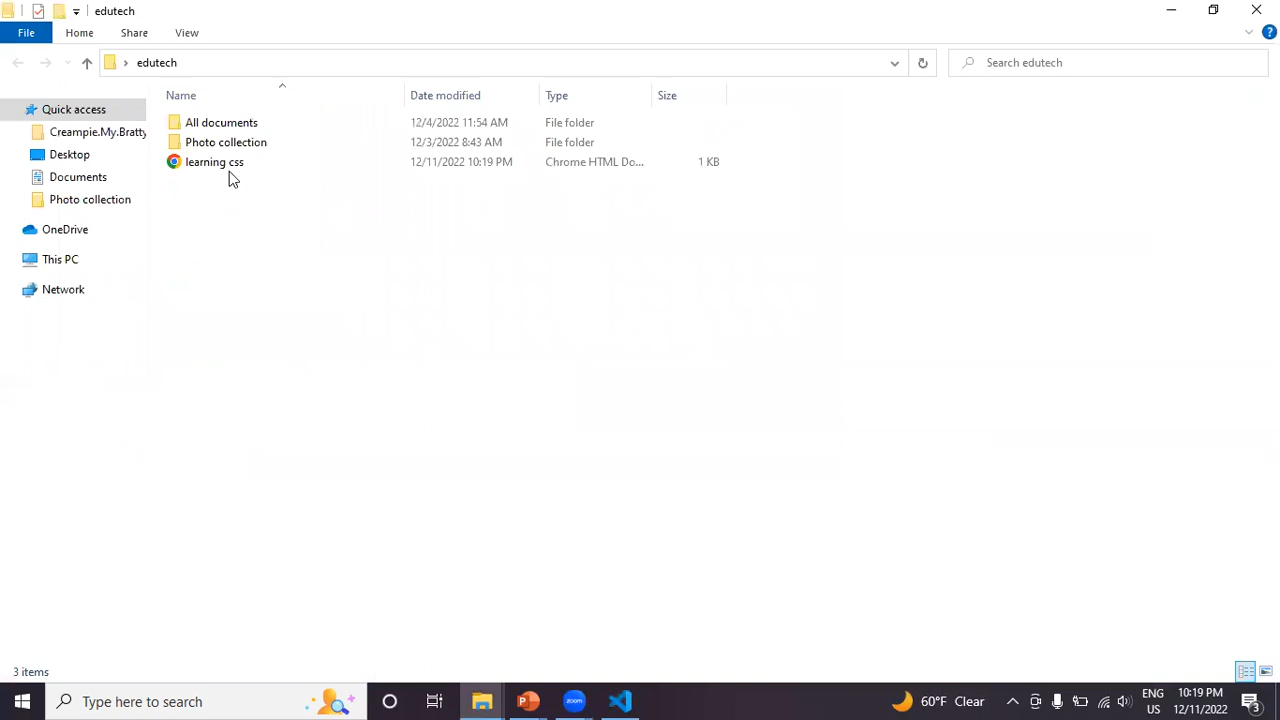 edutech
File Home Share View
edutech
Search edutech
Name Date modified Type Size
Quick access
Creampie.My.Bratty
Desktop
Documents
Photo collection
OneDrive
This PC
Network
All documents 12/4/2022 11:54 AM File folder
Photo collection 12/3/2022 8:43 AM File folder
learning css 12/11/2022 10:19 PM Chrome HTML Do... 1 KB
3 items
Type here to search
zoom
60°F Clear
ENG
US
10:19 PM
12/11/2022
3